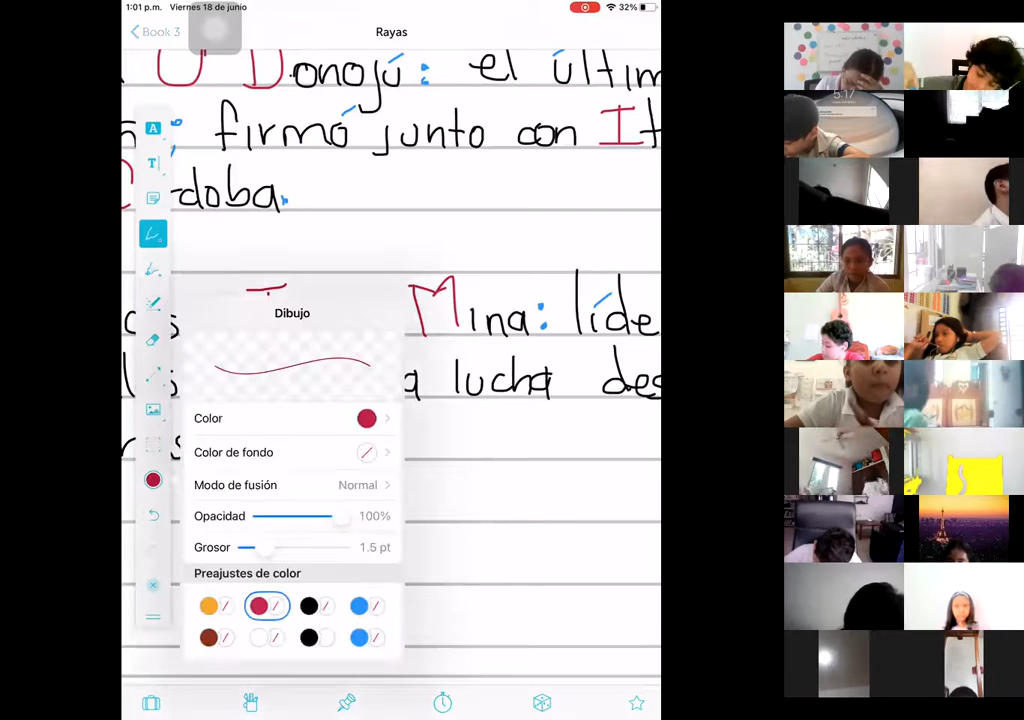 1:01 p.m. Viernes 18 de junio 32%
Book 3 Rayas
O' Donojú: el últim
firmó junto con It
doba.
Dibujo
Mina: líde
a lucha des
Color
Color de fondo
Modo de fusión Normal
Opacidad 100%
Grosor 1.5 pt
Preajustes de color
A
T
5:17